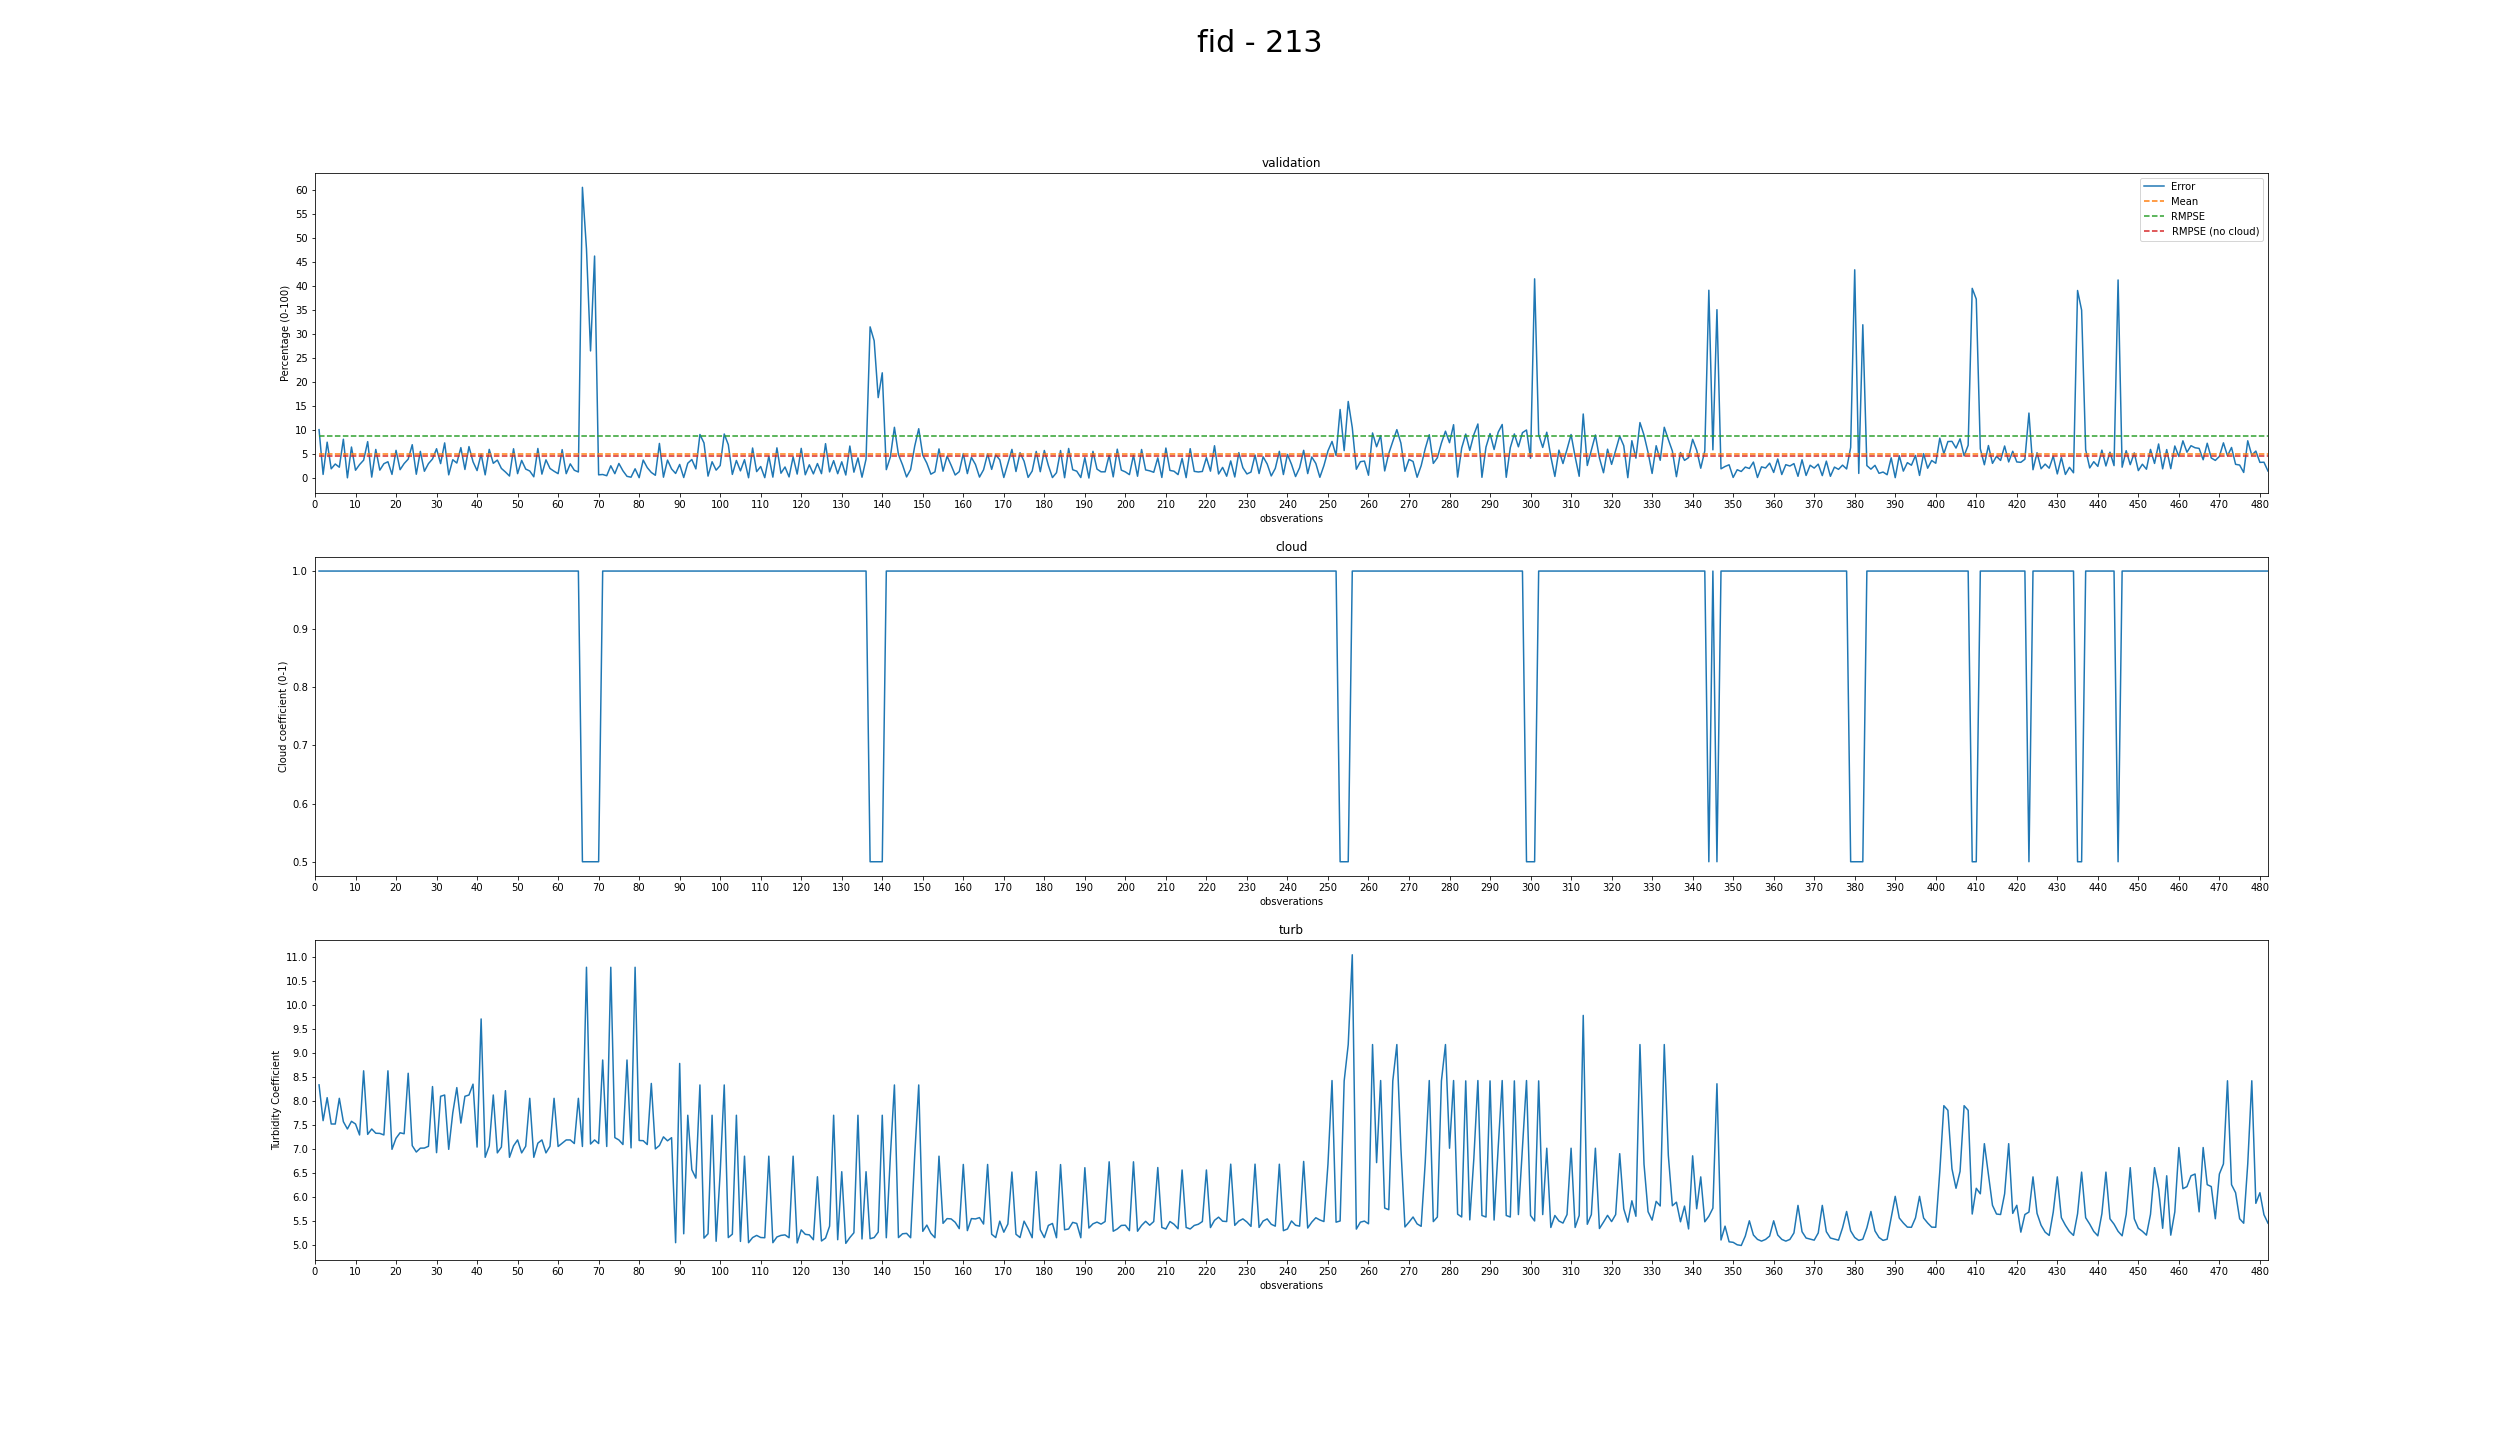 fid - 213
validation
Percentage (0-100)
60
55
50
45
40
35
30
25
20
15
10
5
0
Error
Mean
RMPSE
RMPSE (no cloud)
0 10 20 30 40 50 60 70 80 90 100 110 120 130 140 150 160 170 180 190 200 210 220 230 240 250 260 270 280 290 300 310 320 330 340 350 360 370 380 390 400 410 420 430 440 450 460 470 480
obsverations
cloud
Cloud coefficient (0-1)
1.0
0.9
0.8
0.7
0.6
0.5
0 10 20 30 40 50 60 70 80 90 100 110 120 130 140 150 160 170 180 190 200 210 220 230 240 250 260 270 280 290 300 310 320 330 340 350 360 370 380 390 400 410 420 430 440 450 460 470 480
obsverations
turb
Turbidity Coefficient
11.0
10.5
10.0
9.5
9.0
8.5
8.0
7.5
7.0
6.5
6.0
5.5
5.0
0 10 20 30 40 50 60 70 80 90 100 110 120 130 140 150 160 170 180 190 200 210 220 230 240 250 260 270 280 290 300 310 320 330 340 350 360 370 380 390 400 410 420 430 440 450 460 470 480
obsverations